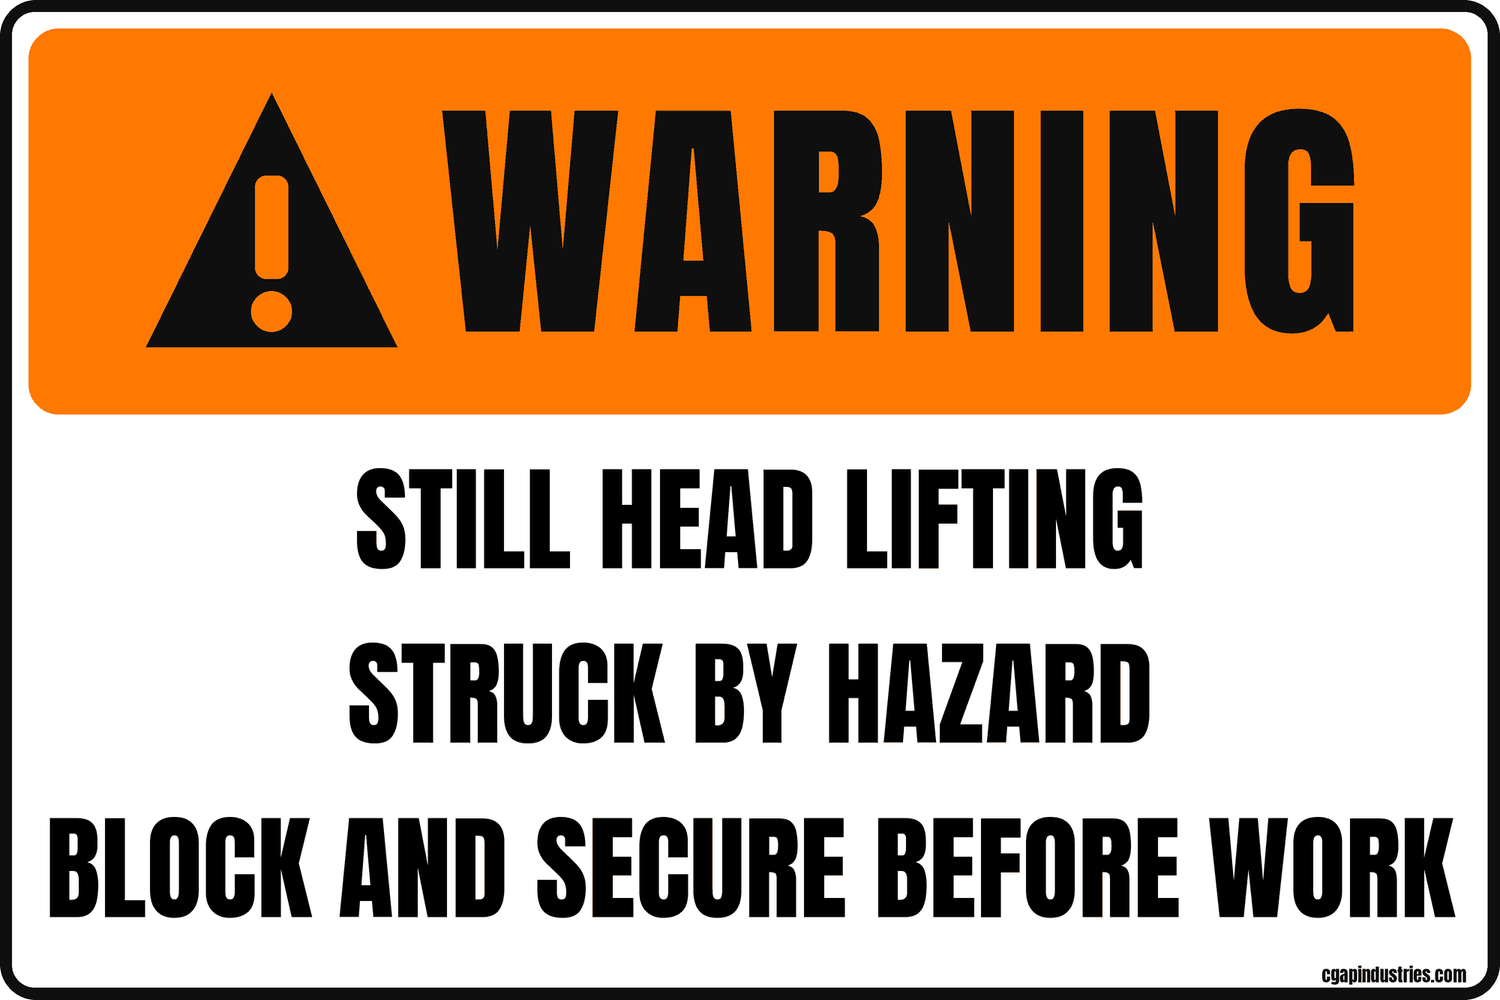 WARNING
STILL HEAD LIFTING
STRUCK BY HAZARD
BLOCK AND SECURE BEFORE WORK
cgapindustries.com